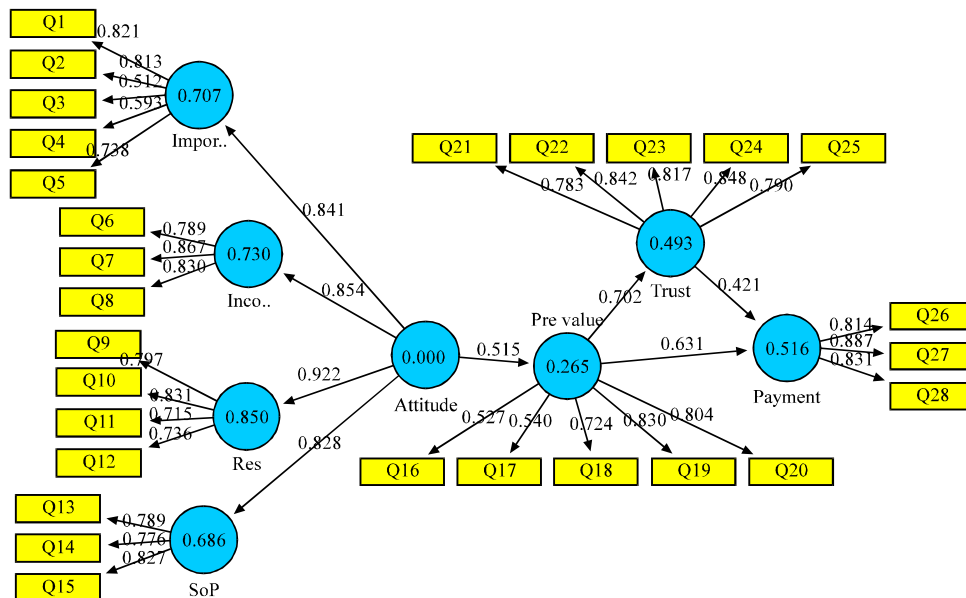 Q1
0.821
Q2
0.813
0.512
Q3
0.593
0.707
Q4
0.738
Impor..
Q5
Q21
Q22
Q23
Q24
Q25
0.783
0.842
0.817
0.848
0.790
0.841
Q6
0.789
0.867
Q7
0.830
0.730
Q8
Inco..
0.854
0.493
Trust
0.702
0.421
Pre value
Q9
0.797
Q10
0.831
0.715
Q11
0.736
Q12
0.850
Res
0.922
0.000
Attitude
0.515
0.265
0.631
0.516
Payment
0.814
Q26
0.887
Q27
0.831
Q28
0.828
0.527
0.540
0.724
0.830
0.804
Q16
Q17
Q18
Q19
Q20
Q13
0.789
0.776
Q14
0.827
Q15
0.686
SoP